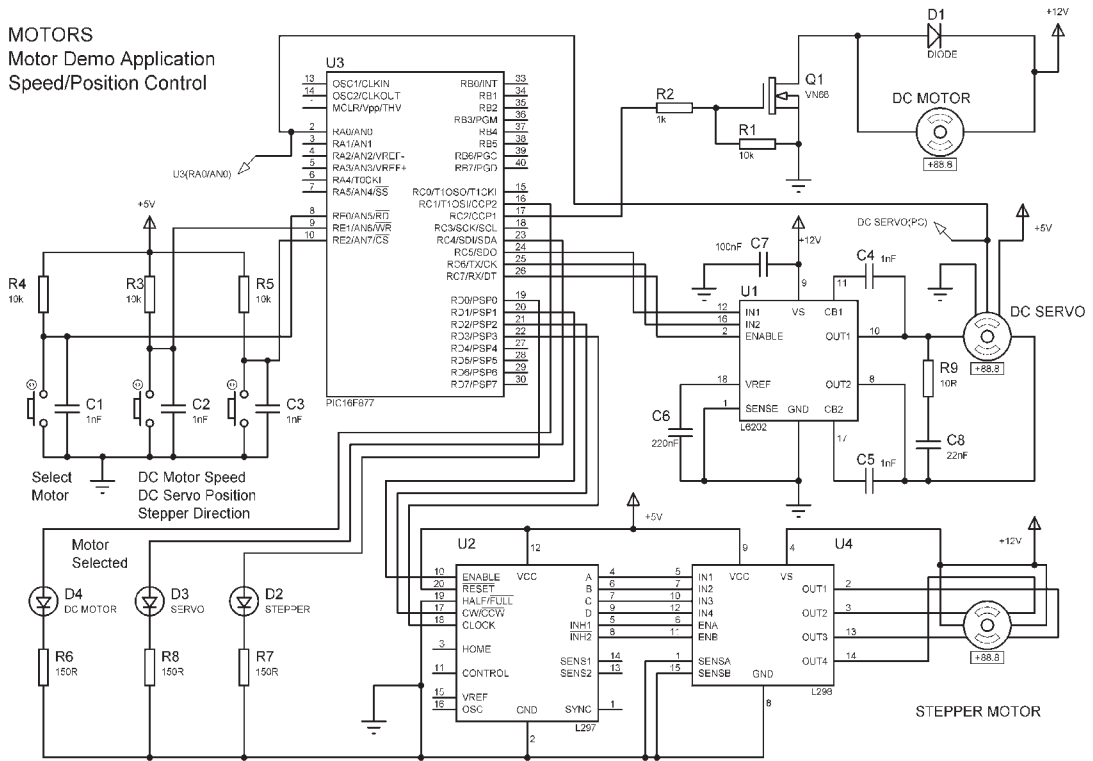 MOTORS
Motor Demo Application
Speed/Position Control
U3
13 OSC1/CLKIN
14 OSC2/CLKOUT
MCLR/Vpp/THV
2 RA0/AN0
3 RA1/AN1
4 RA2/AN2/VREF-
5 RA3/AN3/VREF+
6 RA4/T0CKI
7 RA5/AN4/SS
8 RE0/AN5/RD
9 RE1/AN6/WR
10 RE2/AN7/CS
RB0/INT 33
RB1 34
RB2 35
RB3/PGM 36
RB4 37
RB5 38
RB6/PGC 39
RB7/PGD 40
RC0/T1OSO/T1CKI 15
RC1/T1OSI/CCP2 16
RC2/CCP1 17
RC3/SCK/SCL 18
RC4/SDI/SDA 23
RC5/SDO 24
RC6/TX/CK 25
RC7/RX/DT 26
RD0/PSP0 19
RD1/PSP1 20
RD2/PSP2 21
RD3/PSP3 22
RD4/PSP4 27
RD5/PSP5 28
RD6/PSP6 29
RD7/PSP7 30
PIC16F877
U3(RA0/AN0)
+5V
R4
10k
R3
10k
R5
10k
C1
1nF
C2
1nF
C3
1nF
Select
Motor
DC Motor Speed
DC Servo Position
Stepper Direction
Motor
Selected
D4
DC MOTOR
D3
SERVO
D2
STEPPER
R6
150R
R8
150R
R7
150R
R2
1k
R1
10k
Q1
VN66
D1
DIODE
+12V
DC MOTOR
+88.8
DC SERVO(PC)
+5V
+12V
C7
100nF
U1
12 IN1
16 IN2
2 ENABLE
18 VREF
1 SENSE
9 VS
GND
CB1 11
OUT1 10
OUT2 8
CB2 17
L6202
C4 1nF
C5 1nF
C6
220nF
R9
10R
C8
22nF
DC SERVO
+88.8
+5V
U2
12 VCC
10 ENABLE
20 RESET
19 HALF/FULL
17 CW/CCW
18 CLOCK
3 HOME
11 CONTROL
15 VREF
16 OSC
GND 2
A 4
B 6
C 7
D 9
INH1 5
INH2 8
SENS1 14
SENS2 13
SYNC 1
L297
U4
9 VCC
4 VS
5 IN1
7 IN2
10 IN3
12 IN4
6 ENA
11 ENB
1 SENSA
15 SENSB
GND 8
OUT1 2
OUT2 3
OUT3 13
OUT4 14
L298
+12V
+88.8
STEPPER MOTOR